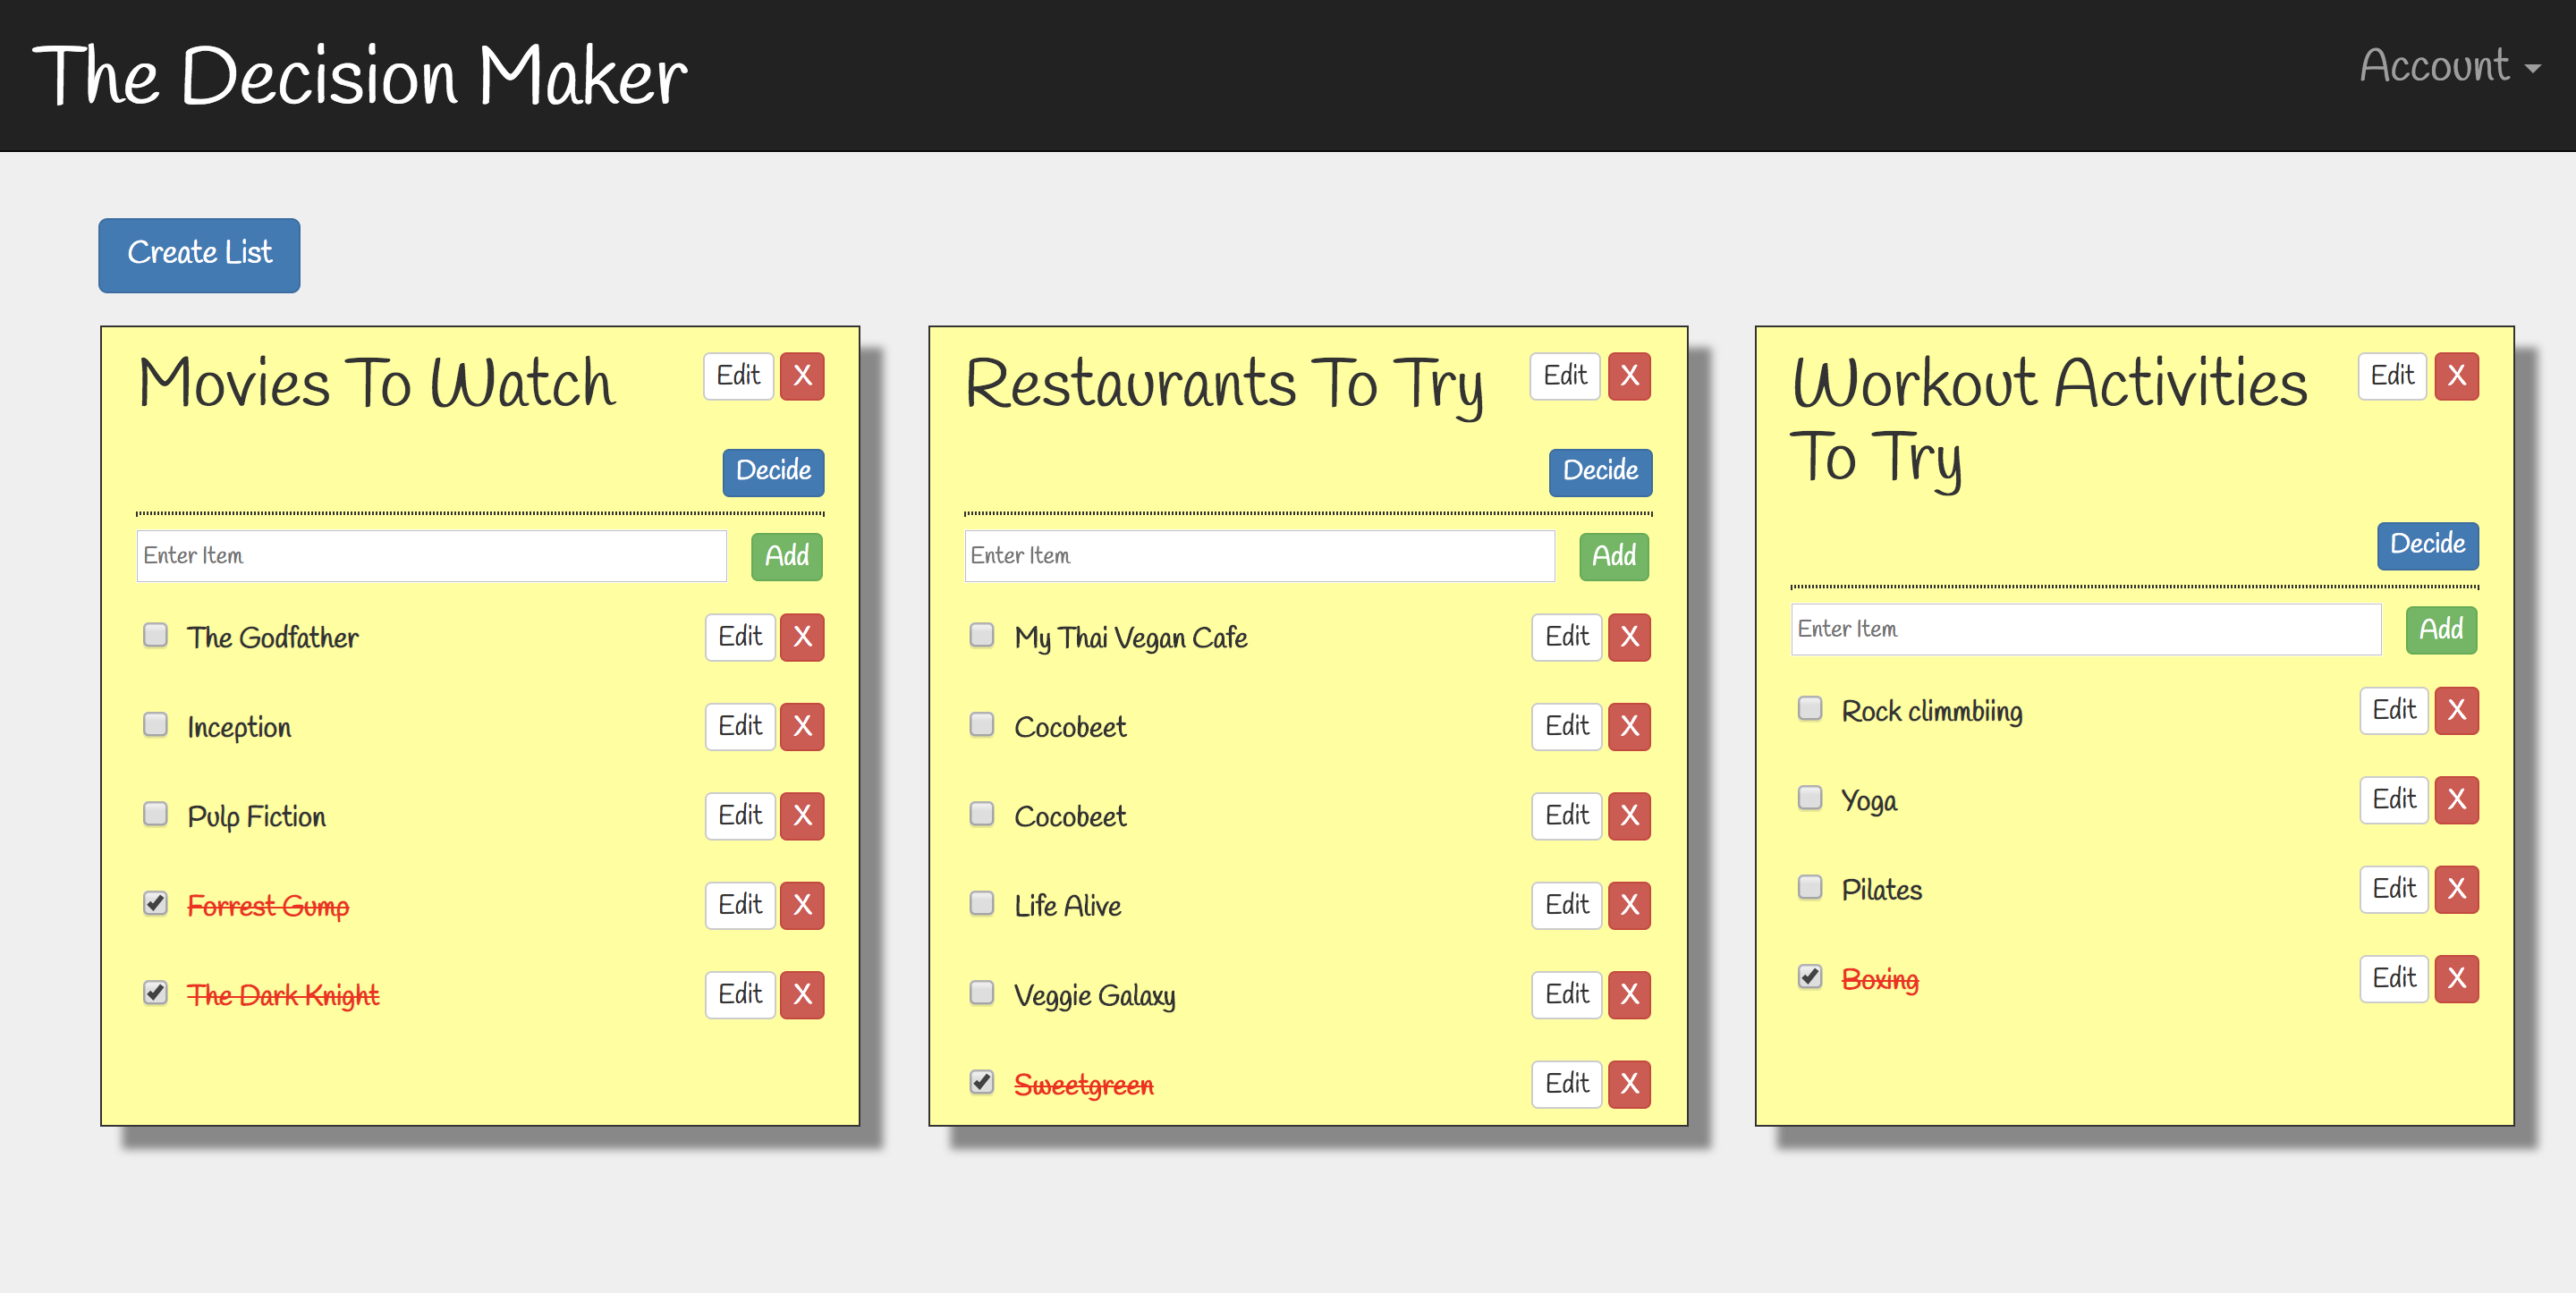 The Decision Maker
Account
Create List
Movies To Watch
Edit X
Decide
Enter Item Add
The Godfather Edit X
Inception Edit X
Pulp Fiction Edit X
Forrest Gump Edit X
The Dark Knight Edit X
Restaurants To Try
Edit X
Decide
Enter Item Add
My Thai Vegan Cafe Edit X
Cocobeet Edit X
Cocobeet Edit X
Life Alive Edit X
Veggie Galaxy Edit X
Sweetgreen Edit X
Workout Activities
To Try
Edit X
Decide
Enter Item Add
Rock climmbiing Edit X
Yoga Edit X
Pilates Edit X
Boxing Edit X